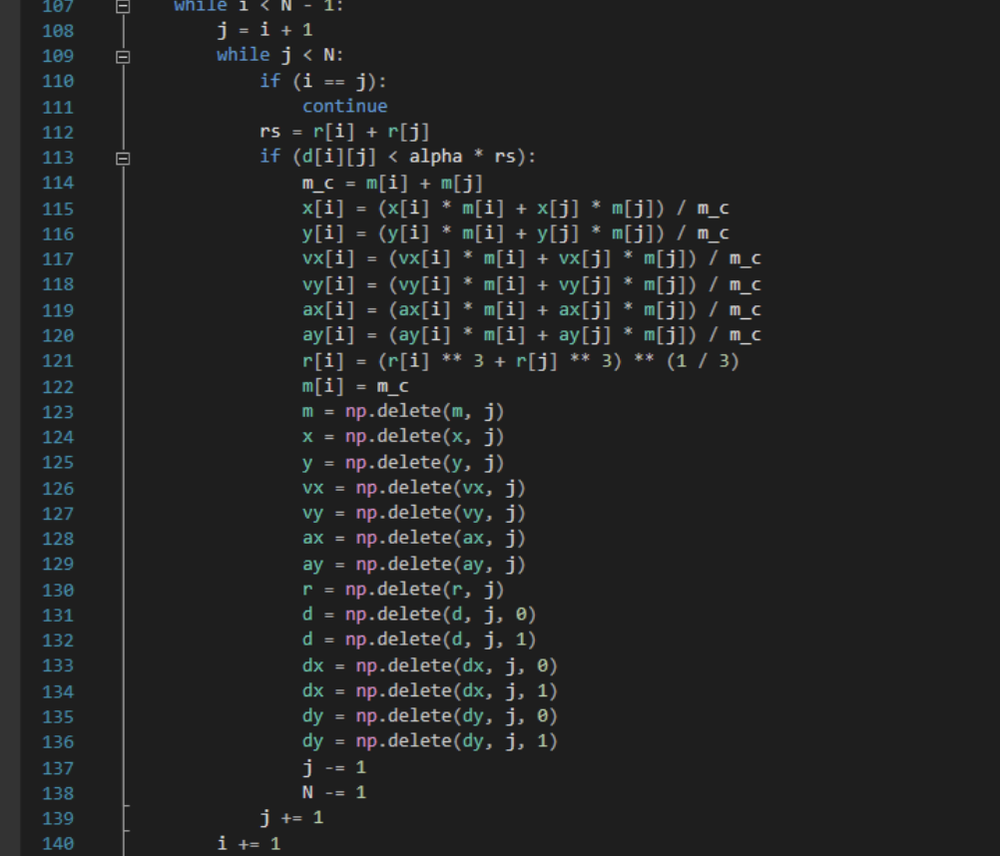 107 while i < N - 1:
108 j = i + 1
109 while j < N:
110 if (i == j):
111 continue
112 rs = r[i] + r[j]
113 if (d[i][j] < alpha * rs):
114 m_c = m[i] + m[j]
115 x[i] = (x[i] * m[i] + x[j] * m[j]) / m_c
116 y[i] = (y[i] * m[i] + y[j] * m[j]) / m_c
117 vx[i] = (vx[i] * m[i] + vx[j] * m[j]) / m_c
118 vy[i] = (vy[i] * m[i] + vy[j] * m[j]) / m_c
119 ax[i] = (ax[i] * m[i] + ax[j] * m[j]) / m_c
120 ay[i] = (ay[i] * m[i] + ay[j] * m[j]) / m_c
121 r[i] = (r[i] ** 3 + r[j] ** 3) ** (1 / 3)
122 m[i] = m_c
123 m = np.delete(m, j)
124 x = np.delete(x, j)
125 y = np.delete(y, j)
126 vx = np.delete(vx, j)
127 vy = np.delete(vy, j)
128 ax = np.delete(ax, j)
129 ay = np.delete(ay, j)
130 r = np.delete(r, j)
131 d = np.delete(d, j, 0)
132 d = np.delete(d, j, 1)
133 dx = np.delete(dx, j, 0)
134 dx = np.delete(dx, j, 1)
135 dy = np.delete(dy, j, 0)
136 dy = np.delete(dy, j, 1)
137 j -= 1
138 N -= 1
139 j += 1
140 i += 1